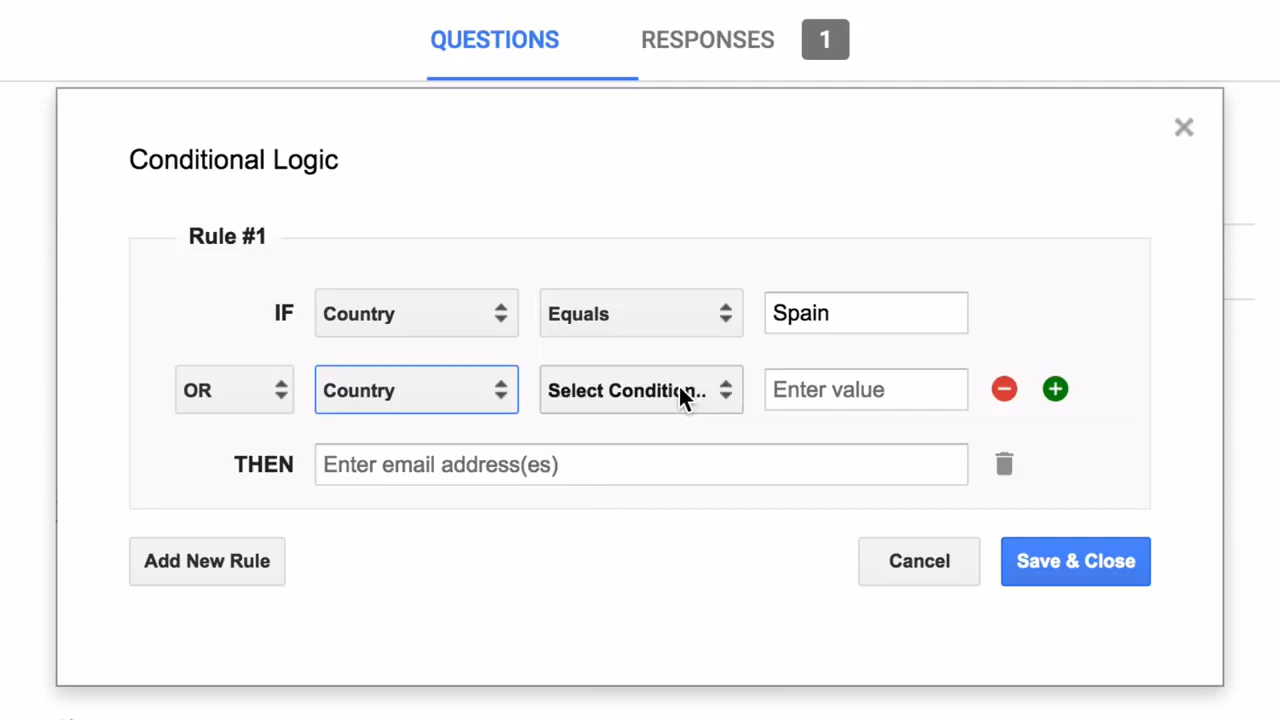 QUESTIONS RESPONSES 1
Conditional Logic
Rule #1
IF Country Equals Spain
OR Country Select Condition.. Enter value
THEN Enter email address(es)
Add New Rule Cancel Save & Close